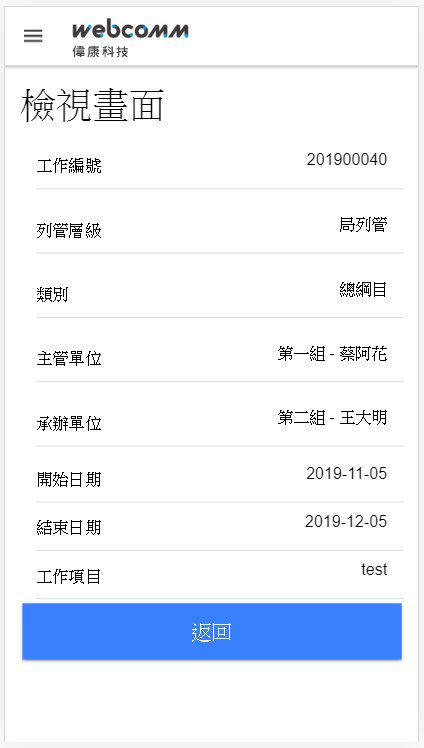 webcomm
偉康科技
檢視畫面
工作編號 201900040
列管層級 局列管
類別 總綱目
主管單位 第一組 - 蔡阿花
承辦單位 第二組 - 王大明
開始日期 2019-11-05
結束日期 2019-12-05
工作項目 test
返回